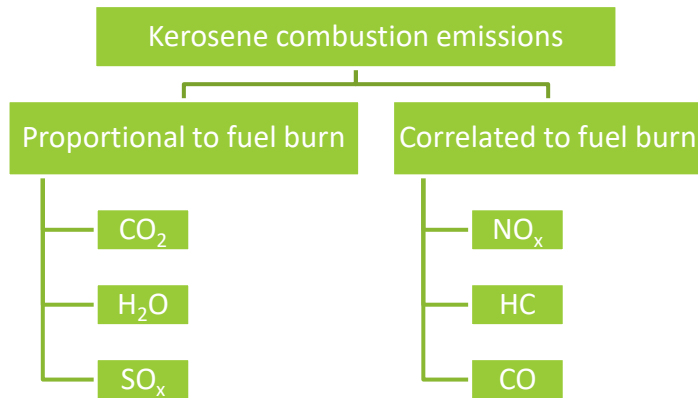 Kerosene combustion emissions
Proportional to fuel burn
CO₂
H₂O
SOₓ
Correlated to fuel burn
NOₓ
HC
CO